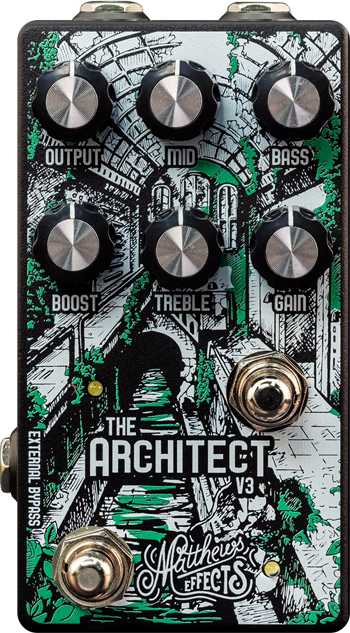 OUTPUT MID BASS
BOOST TREBLE GAIN
THE
ARCHITECT
V3
EXTERNAL BYPASS
Matthews
EFFECTS